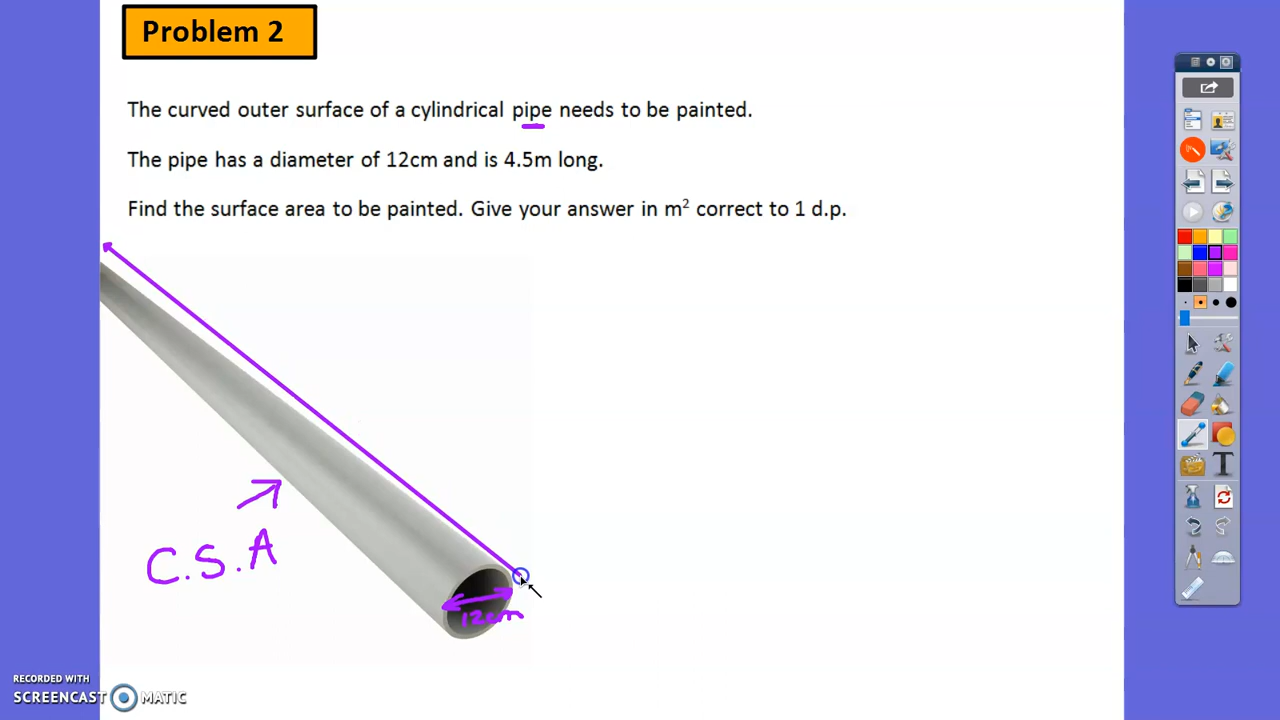 Problem 2
The curved outer surface of a cylindrical pipe needs to be painted.
The pipe has a diameter of 12cm and is 4.5m long.
Find the surface area to be painted. Give your answer in m² correct to 1 d.p.
C.S.A
12cm
RECORDED WITH
SCREENCAST MATIC